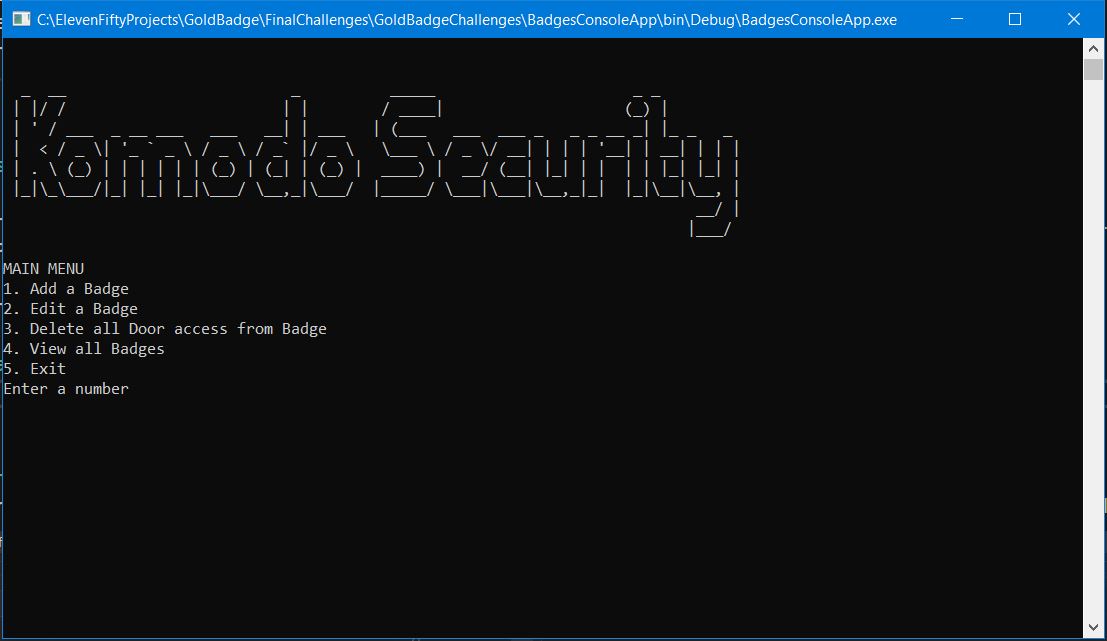 C:\ElevenFiftyProjects\GoldBadge\FinalChallenges\GoldBadgeChallenges\BadgesConsoleApp\bin\Debug\BadgesConsoleApp.exe
Komodo Security
MAIN MENU
1. Add a Badge
2. Edit a Badge
3. Delete all Door access from Badge
4. View all Badges
5. Exit
Enter a number